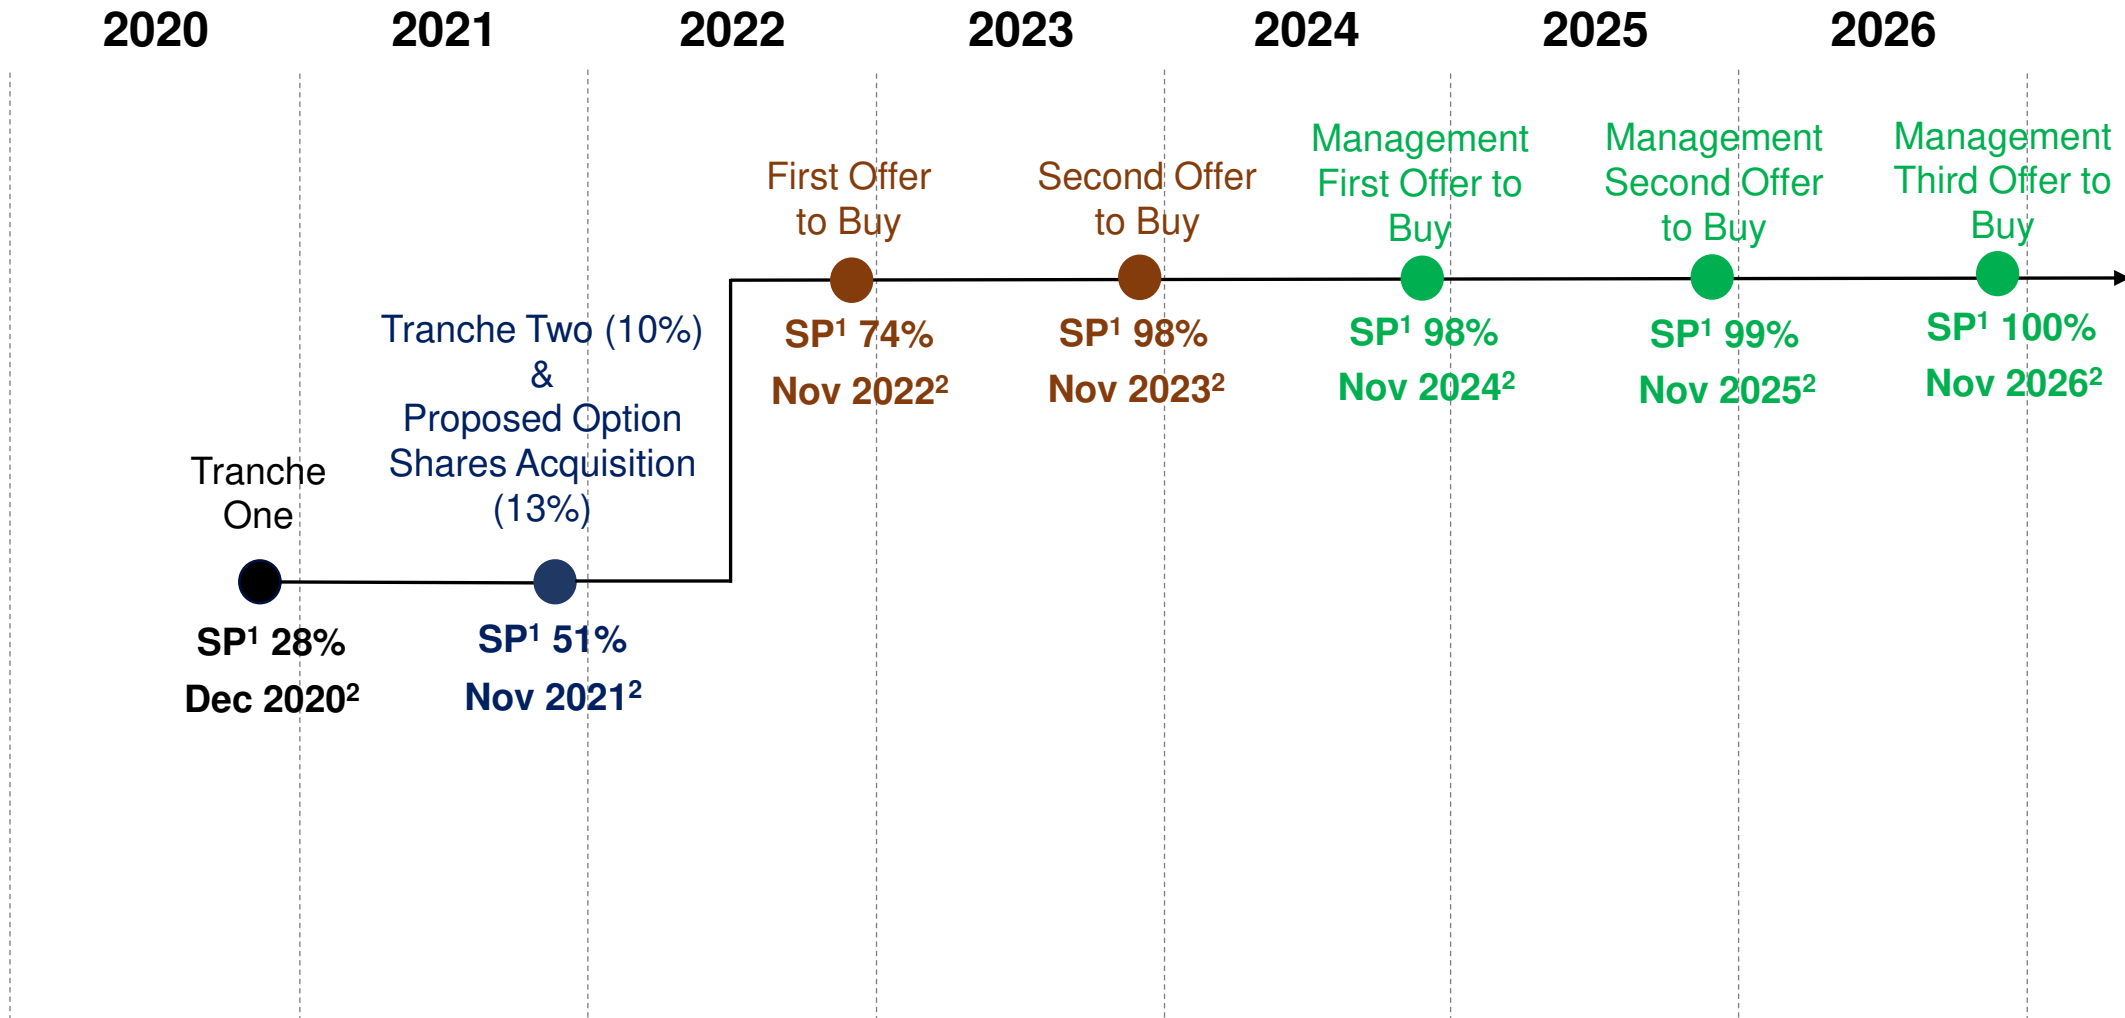 2020 2021 2022 2023 2024 2025 2026
Tranche
One
SP¹ 28%
Dec 2020²
Tranche Two (10%)
&
Proposed Option
Shares Acquisition
(13%)
SP¹ 51%
Nov 2021²
First Offer
to Buy
SP¹ 74%
Nov 2022²
Second Offer
to Buy
SP¹ 98%
Nov 2023²
Management
First Offer to
Buy
SP¹ 98%
Nov 2024²
Management
Second Offer
to Buy
SP¹ 99%
Nov 2025²
Management
Third Offer to
Buy
SP¹ 100%
Nov 2026²